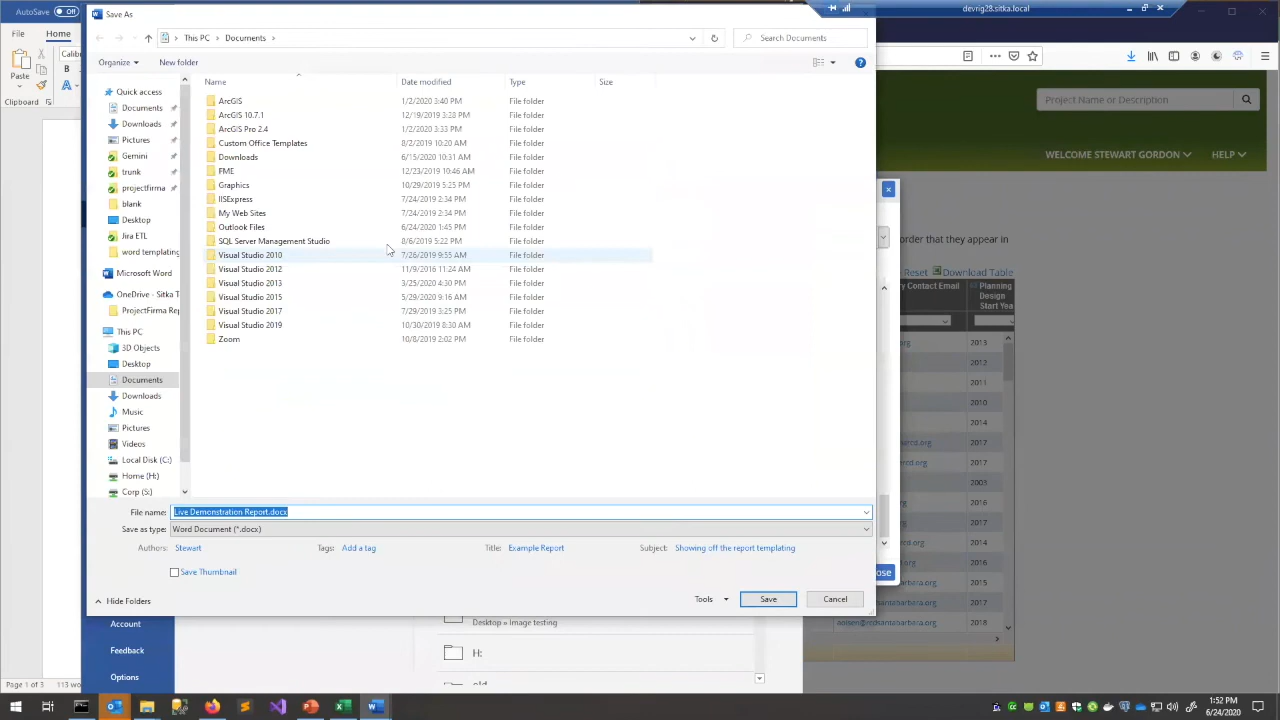 AutoSave Off
Save As
devrig28.sitka.local
File
Home
This PC > Documents >
Search Documents
Calib
Paste
B
Clipboard
Organize
New folder
Name
Date modified
Type
Size
Project Name or Description
Quick access
Documents
Downloads
Pictures
Gemini
trunk
projectfirma
blank
Desktop
Jira ETL
word templating
Microsoft Word
OneDrive - Sitka T
ProjectFirma Rep
This PC
3D Objects
Desktop
Documents
Downloads
Music
Pictures
Videos
Local Disk (C:)
Home (H:)
Corp (S:)
ArcGIS 1/2/2020 3:40 PM File folder
ArcGIS 10.7.1 12/19/2019 3:28 PM File folder
ArcGIS Pro 2.4 1/2/2020 3:33 PM File folder
Custom Office Templates 8/2/2019 10:20 AM File folder
Downloads 6/15/2020 10:31 AM File folder
FME 12/23/2019 10:46 AM File folder
Graphics 10/29/2019 5:25 PM File folder
IISExpress 7/24/2019 2:34 PM File folder
My Web Sites 7/24/2019 2:34 PM File folder
Outlook Files 6/24/2020 1:45 PM File folder
SQL Server Management Studio 8/6/2019 5:22 PM File folder
Visual Studio 2010 7/26/2019 9:55 AM File folder
Visual Studio 2012 11/9/2016 11:24 AM File folder
Visual Studio 2013 3/25/2020 4:30 PM File folder
Visual Studio 2015 5/29/2020 9:16 AM File folder
Visual Studio 2017 7/29/2019 3:25 PM File folder
Visual Studio 2019 10/30/2019 8:30 AM File folder
Zoom 10/8/2019 2:02 PM File folder
WELCOME STEWART GORDON
HELP
order that they appear in
Reset
Download Table
ry Contact Email
Planning
Design
Start Yea
2013
2012
2011
2010
2014
2017
2017
2003
2016
2017
2014
2016
2015
2017
2018
File name: Live Demonstration Report.docx
Save as type: Word Document (*.docx)
Authors: Stewart
Tags: Add a tag
Title: Example Report
Subject: Showing off the report templating
Save Thumbnail
Hide Folders
Tools
Save
Cancel
ose
Account
Feedback
Options
Desktop » Image testing
H:
old
Page 1 of 3
113 wo
1:52 PM
6/24/2020